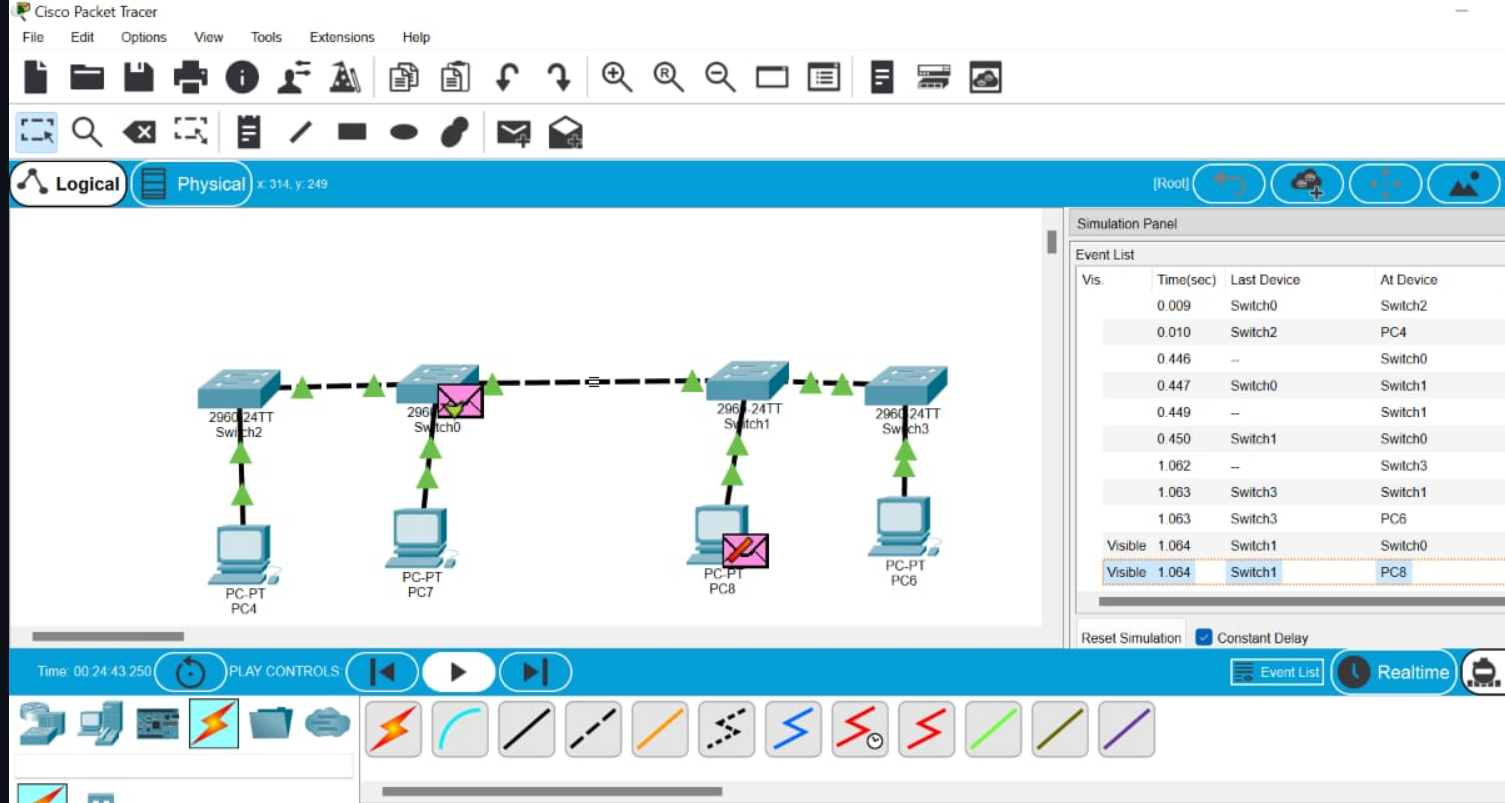 Cisco Packet Tracer
File Edit Options View Tools Extensions Help
Logical Physical x: 314, y: 249 [Root]
Simulation Panel
Event List
Vis. Time(sec) Last Device At Device
0.009 Switch0 Switch2
0.010 Switch2 PC4
0.446 -- Switch0
0.447 Switch0 Switch1
0.449 -- Switch1
0.450 Switch1 Switch0
1.062 -- Switch3
1.063 Switch3 Switch1
1.063 Switch3 PC6
Visible 1.064 Switch1 Switch0
Visible 1.064 Switch1 PC8
Reset Simulation Constant Delay
2960-24TT
Switch2
Switch0
2960-24TT
Switch1
2960-24TT
Switch3
PC-PT
PC4
PC-PT
PC7
PC-PT
PC8
PC-PT
PC6
Time: 00:24:43.250 PLAY CONTROLS: Event List Realtime